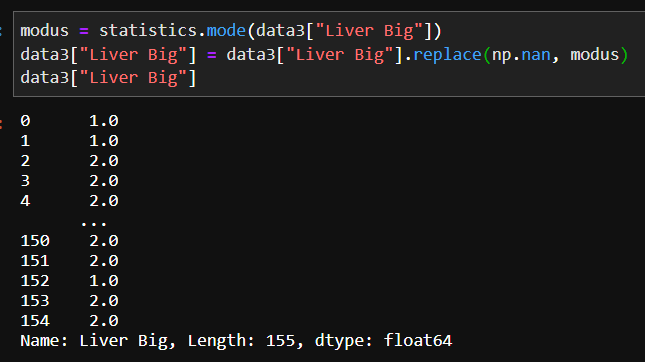 modus = statistics.mode(data3["Liver Big"])
data3["Liver Big"] = data3["Liver Big"].replace(np.nan, modus)
data3["Liver Big"]
0      1.0
1      1.0
2      2.0
3      2.0
4      2.0
      ...
150    2.0
151    2.0
152    1.0
153    2.0
154    2.0
Name: Liver Big, Length: 155, dtype: float64